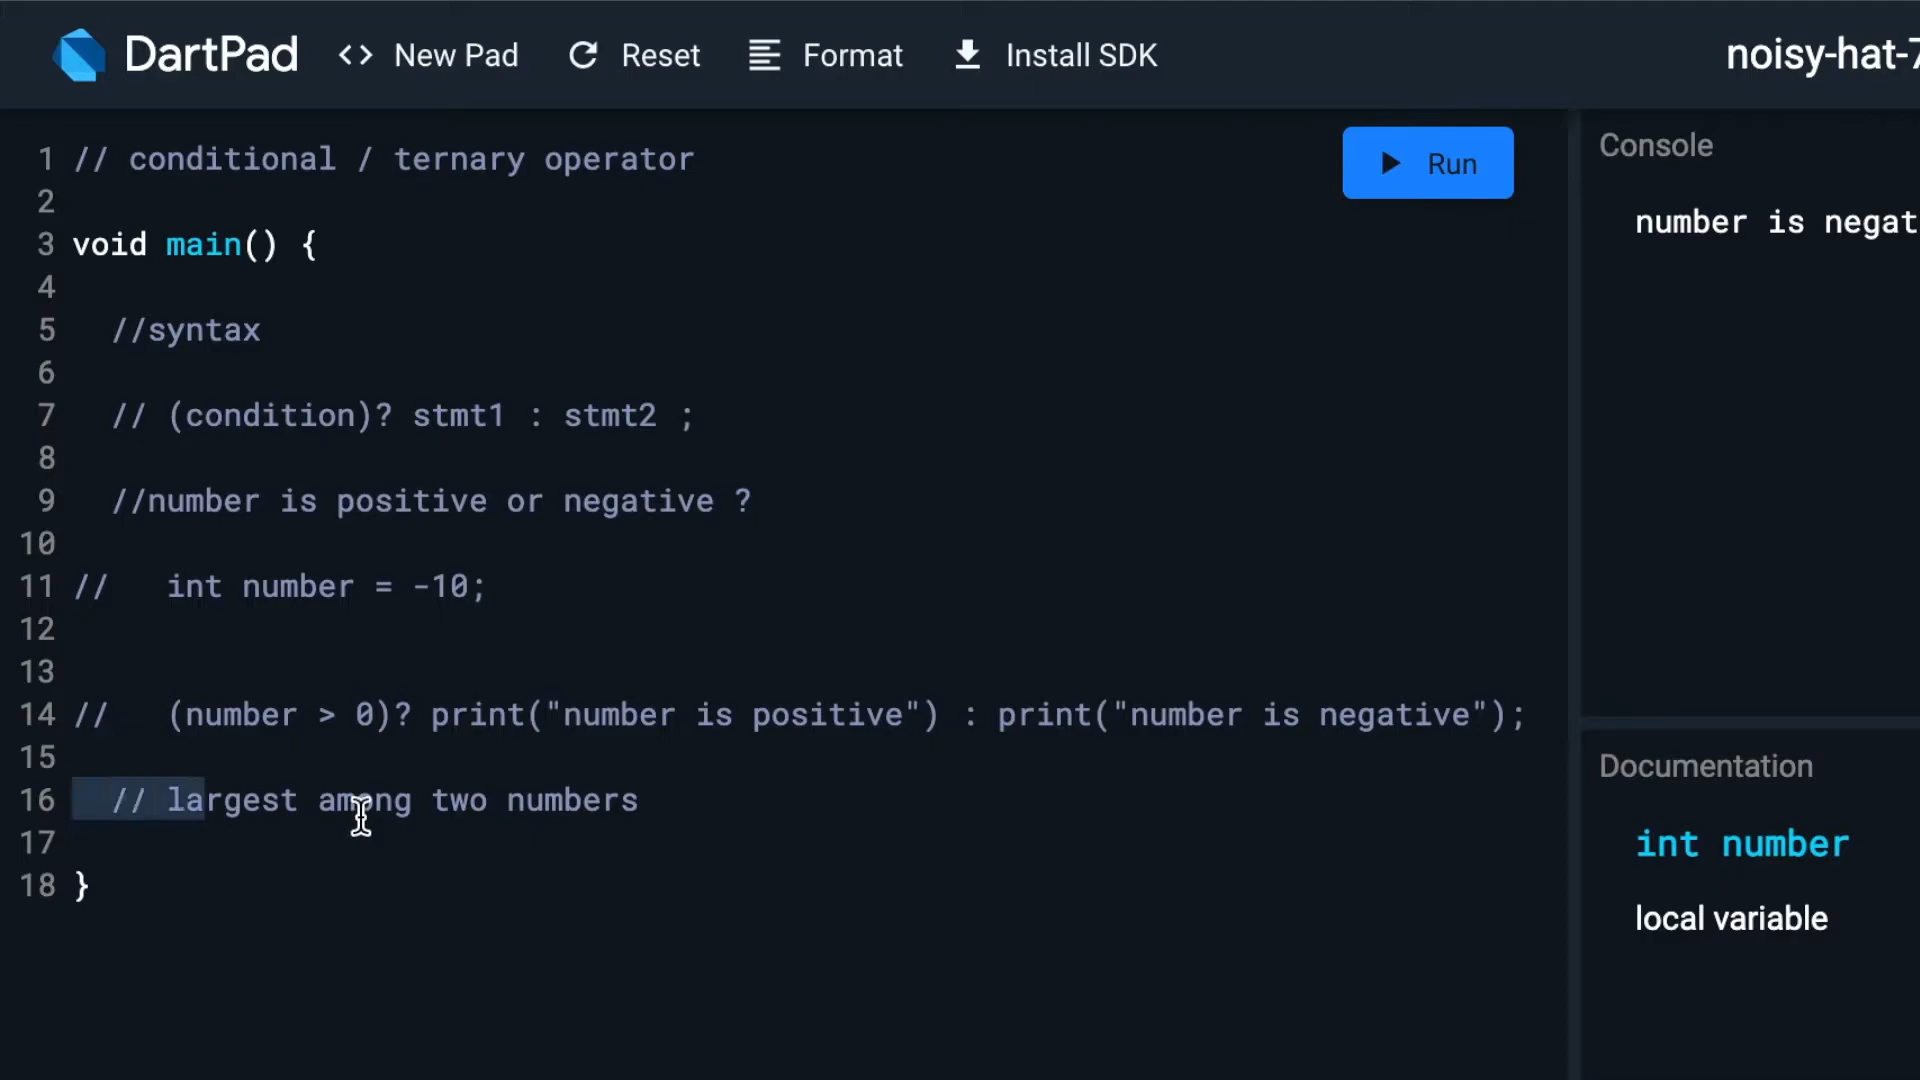 DartPad <> New Pad Reset Format Install SDK noisy-hat-7
1 // conditional / ternary operator
2
3 void main() {
4
5 //syntax
6
7 // (condition)? stmt1 : stmt2 ;
8
9 //number is positive or negative ?
10
11 // int number = -10;
12
13
14 // (number > 0)? print("number is positive") : print("number is negative");
15
16 // largest among two numbers
17
18 }
Run
Console
number is negat
Documentation
int number
local variable